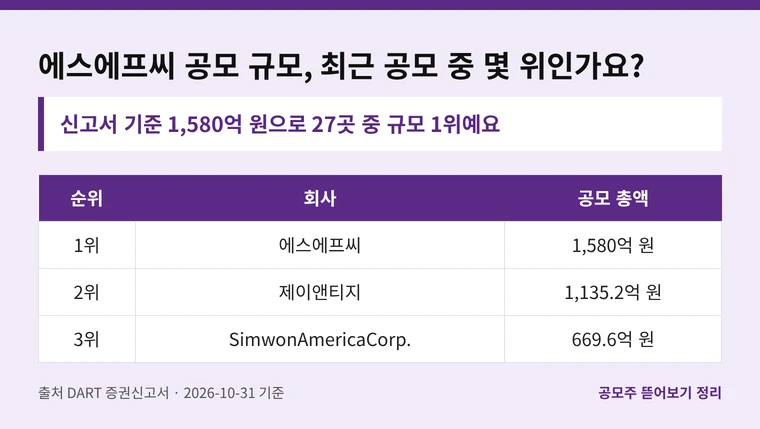 에스에프씨 공모 규모, 최근 공모 중 몇 위인가요?
신고서 기준 1,580억 원으로 27곳 중 규모 1위예요
순위 회사 공모 총액
1위 에스에프씨 1,580억 원
2위 제이앤티지 1,135.2억 원
3위 SimwonAmericaCorp. 669.6억 원
출처 DART 증권신고서 · 2026-10-31 기준 공모주 뜯어보기 정리